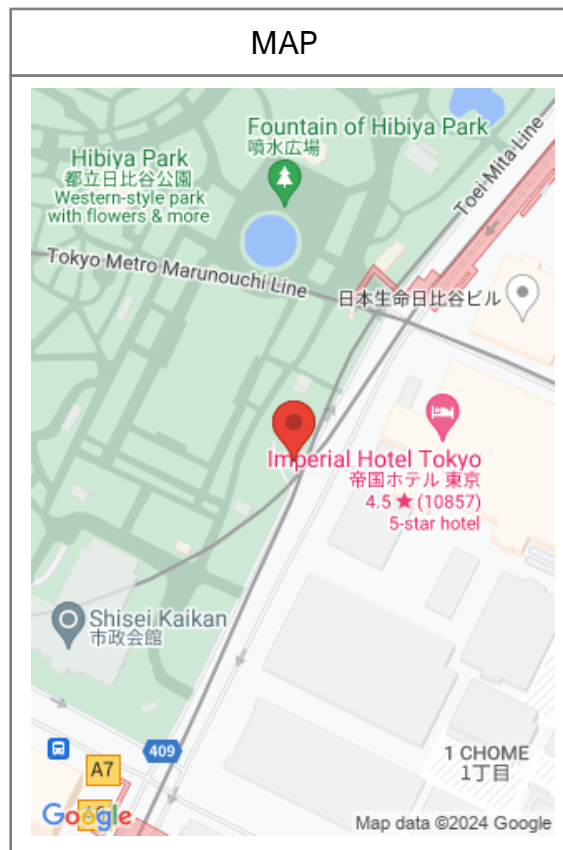 MAP
Fountain of Hibiya Park
噴水広場
Hibiya Park
都立日比谷公園
Western-style park
with flowers & more
Toei Mita Line
Tokyo Metro Marunouchi Line
日本生命日比谷ビル
Imperial Hotel Tokyo
帝国ホテル 東京
4.5 ★ (10857)
5-star hotel
Shisei Kaikan
市政会館
409
A7
1 CHOME
1丁目
Google
Map data ©2024 Google